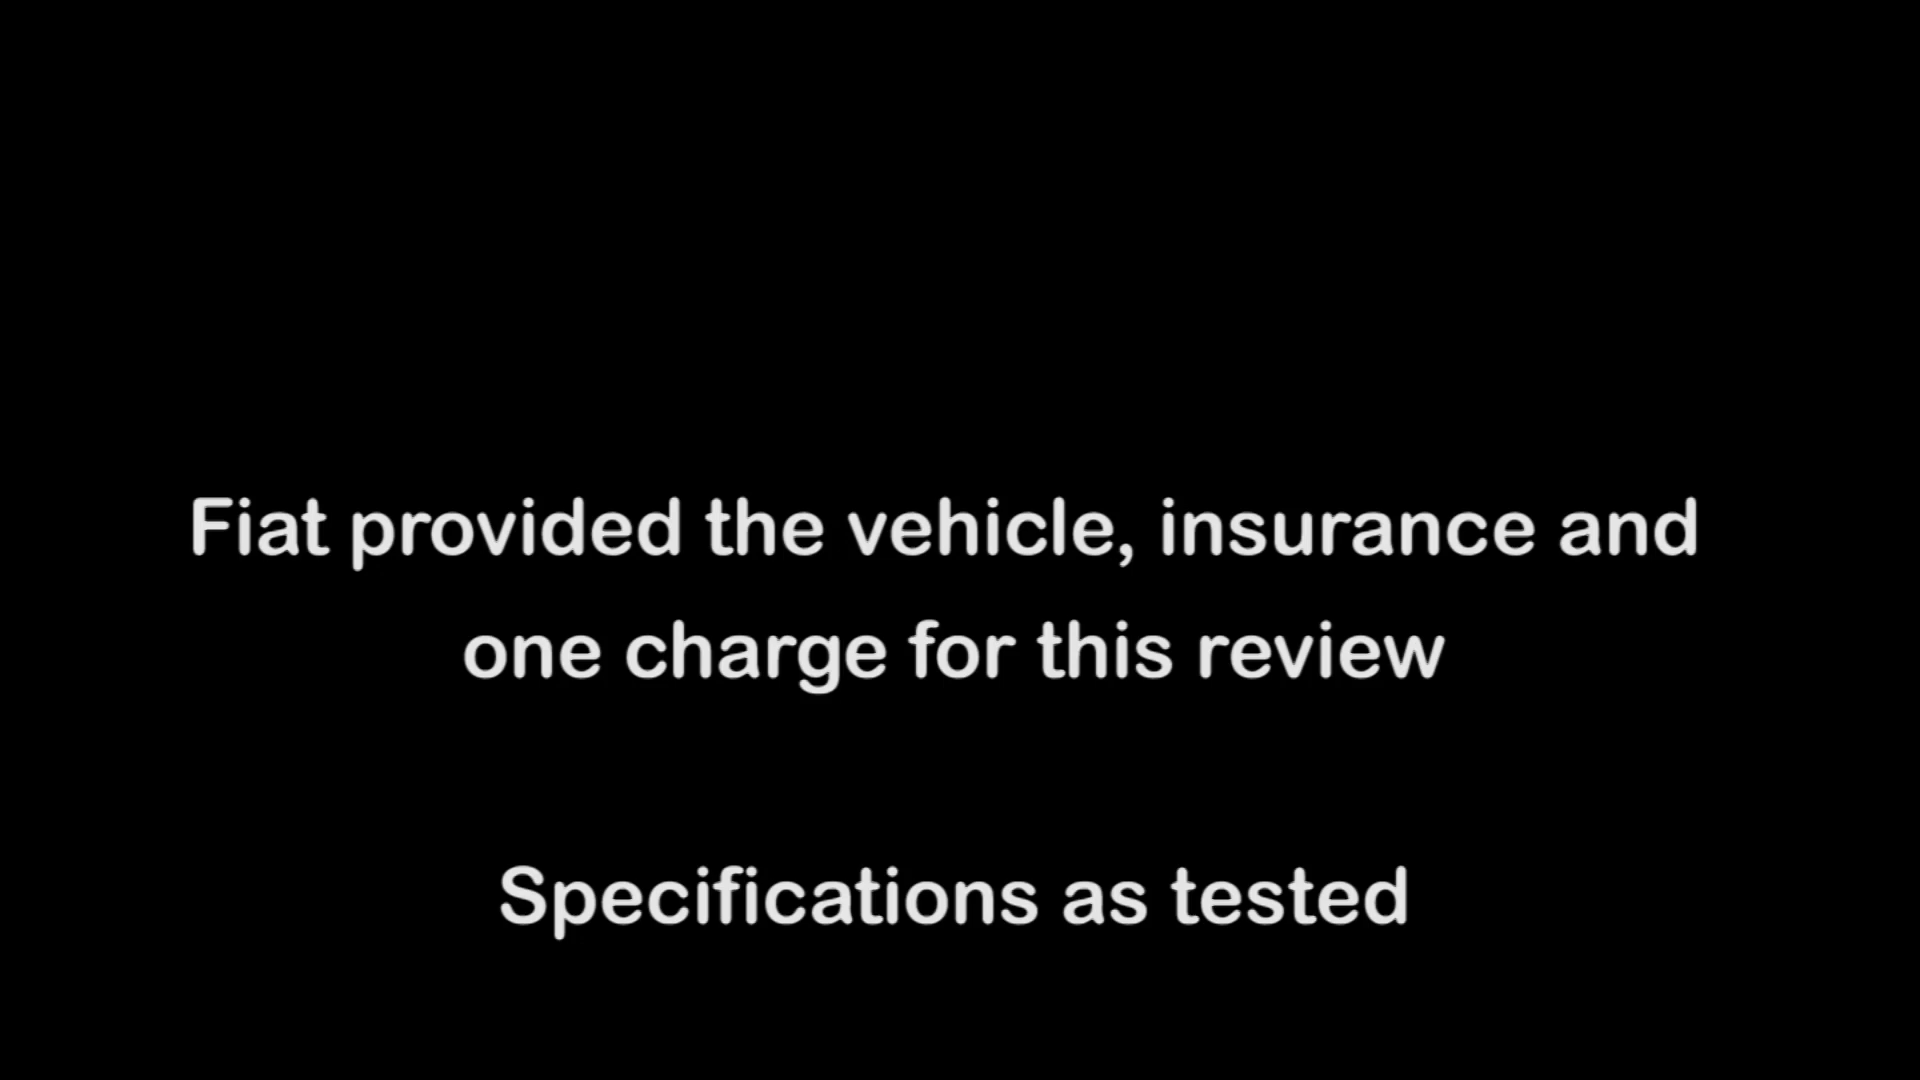 Fiat provided the vehicle, insurance and
one charge for this review
Specifications as tested